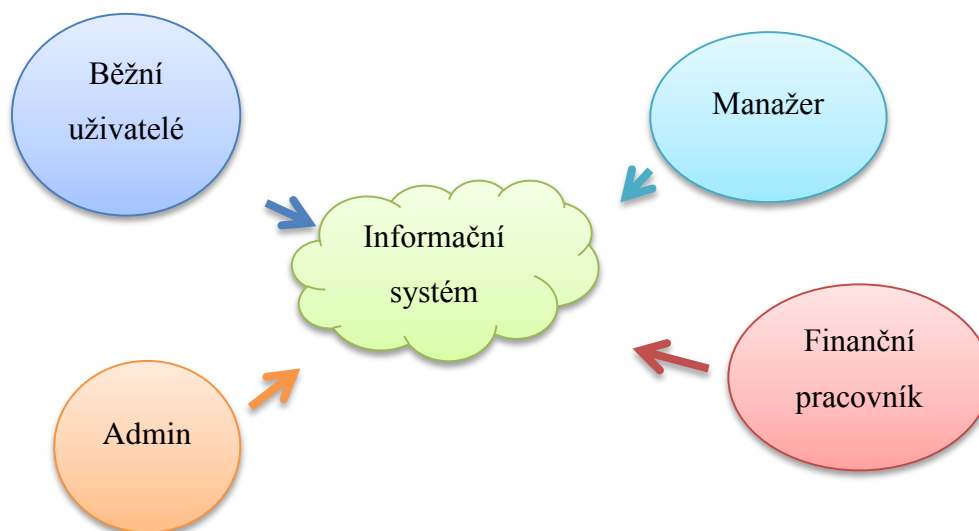 Běžní
uživatelé
Manažer
Informační
systém
Finanční
pracovník
Admin